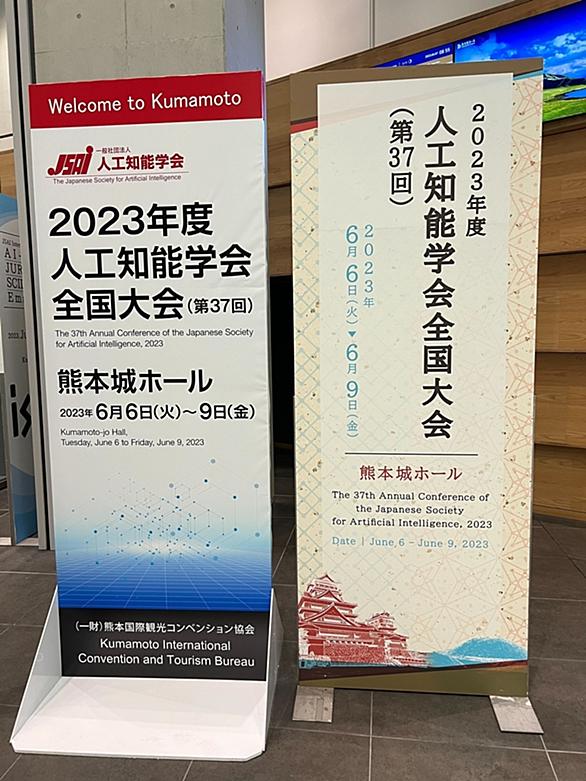 Welcome to Kumamoto
JSAI 一般社団法人
人工知能学会
The Japanese Society for Artificial Intelligence
2023年度
人工知能学会
全国大会(第37回)
The 37th Annual Conference of the Japanese Society
for Artificial Intelligence, 2023
熊本城ホール
2023年 6月6日(火)〜9日(金)
Kumamoto-jo Hall,
Tuesday, June 6 to Friday, June 9, 2023
(一財)熊本国際観光コンベンション協会
Kumamoto International
Convention and Tourism Bureau
2023年度
人工知能学会全国大会
(第37回)
2023年
6月6日(火)▼6月9日(金)
熊本城ホール
The 37th Annual Conference of
the Japanese Society
for Artificial Intelligence, 2023
Date | June 6 – June 9, 2023